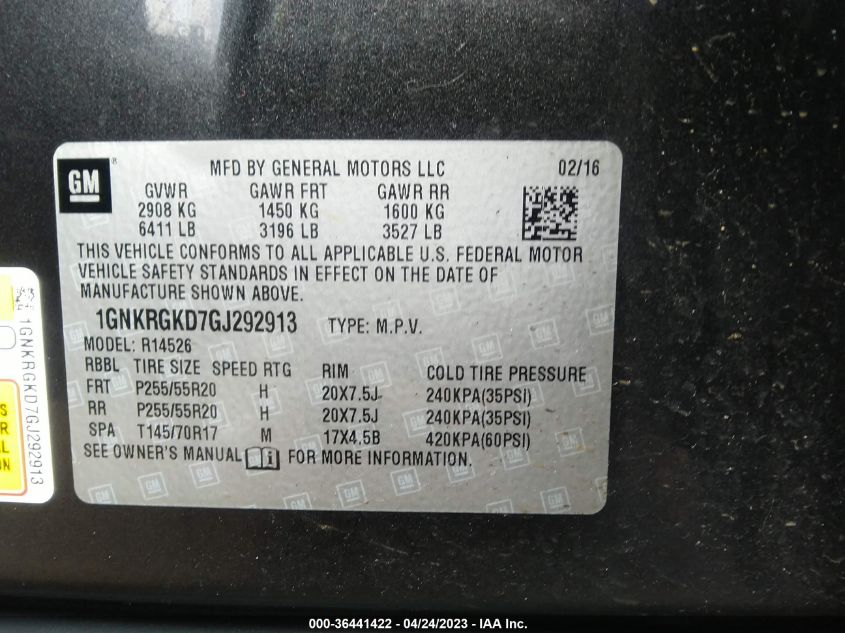 GM
MFD BY GENERAL MOTORS LLC 02/16
GVWR GAWR FRT GAWR RR
2908 KG 1450 KG 1600 KG
6411 LB 3196 LB 3527 LB
THIS VEHICLE CONFORMS TO ALL APPLICABLE U.S. FEDERAL MOTOR
VEHICLE SAFETY STANDARDS IN EFFECT ON THE DATE OF
MANUFACTURE SHOWN ABOVE.
1GNKRGKD7GJ292913 TYPE: M.P.V.
MODEL: R14526
RBBL TIRE SIZE SPEED RTG RIM COLD TIRE PRESSURE
FRT P255/55R20 H 20X7.5J 240KPA(35PSI)
RR P255/55R20 H 20X7.5J 240KPA(35PSI)
SPA T145/70R17 M 17X4.5B 420KPA(60PSI)
SEE OWNER'S MANUAL FOR MORE INFORMATION.
1GNKRGKD7GJ292913
S
R
L
N
000-36441422 - 04/24/2023 - IAA Inc.